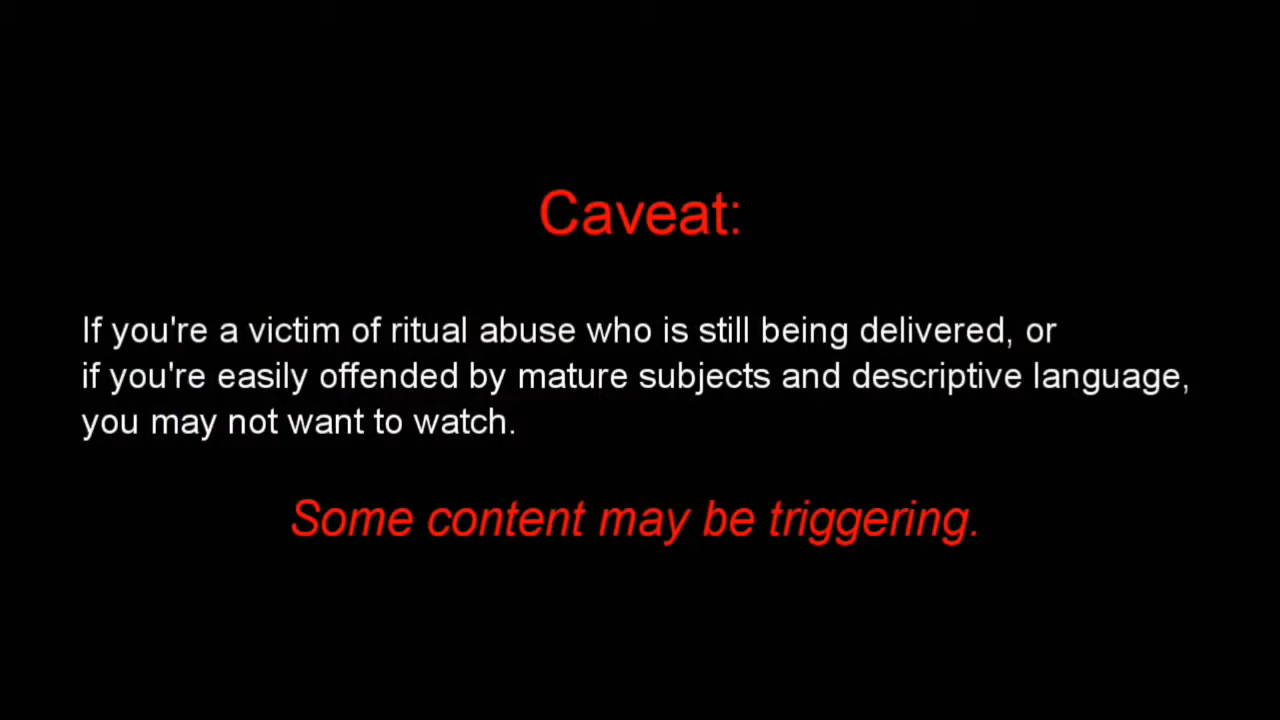 Caveat:
If you're a victim of ritual abuse who is still being delivered, or
if you're easily offended by mature subjects and descriptive language,
you may not want to watch.
Some content may be triggering.